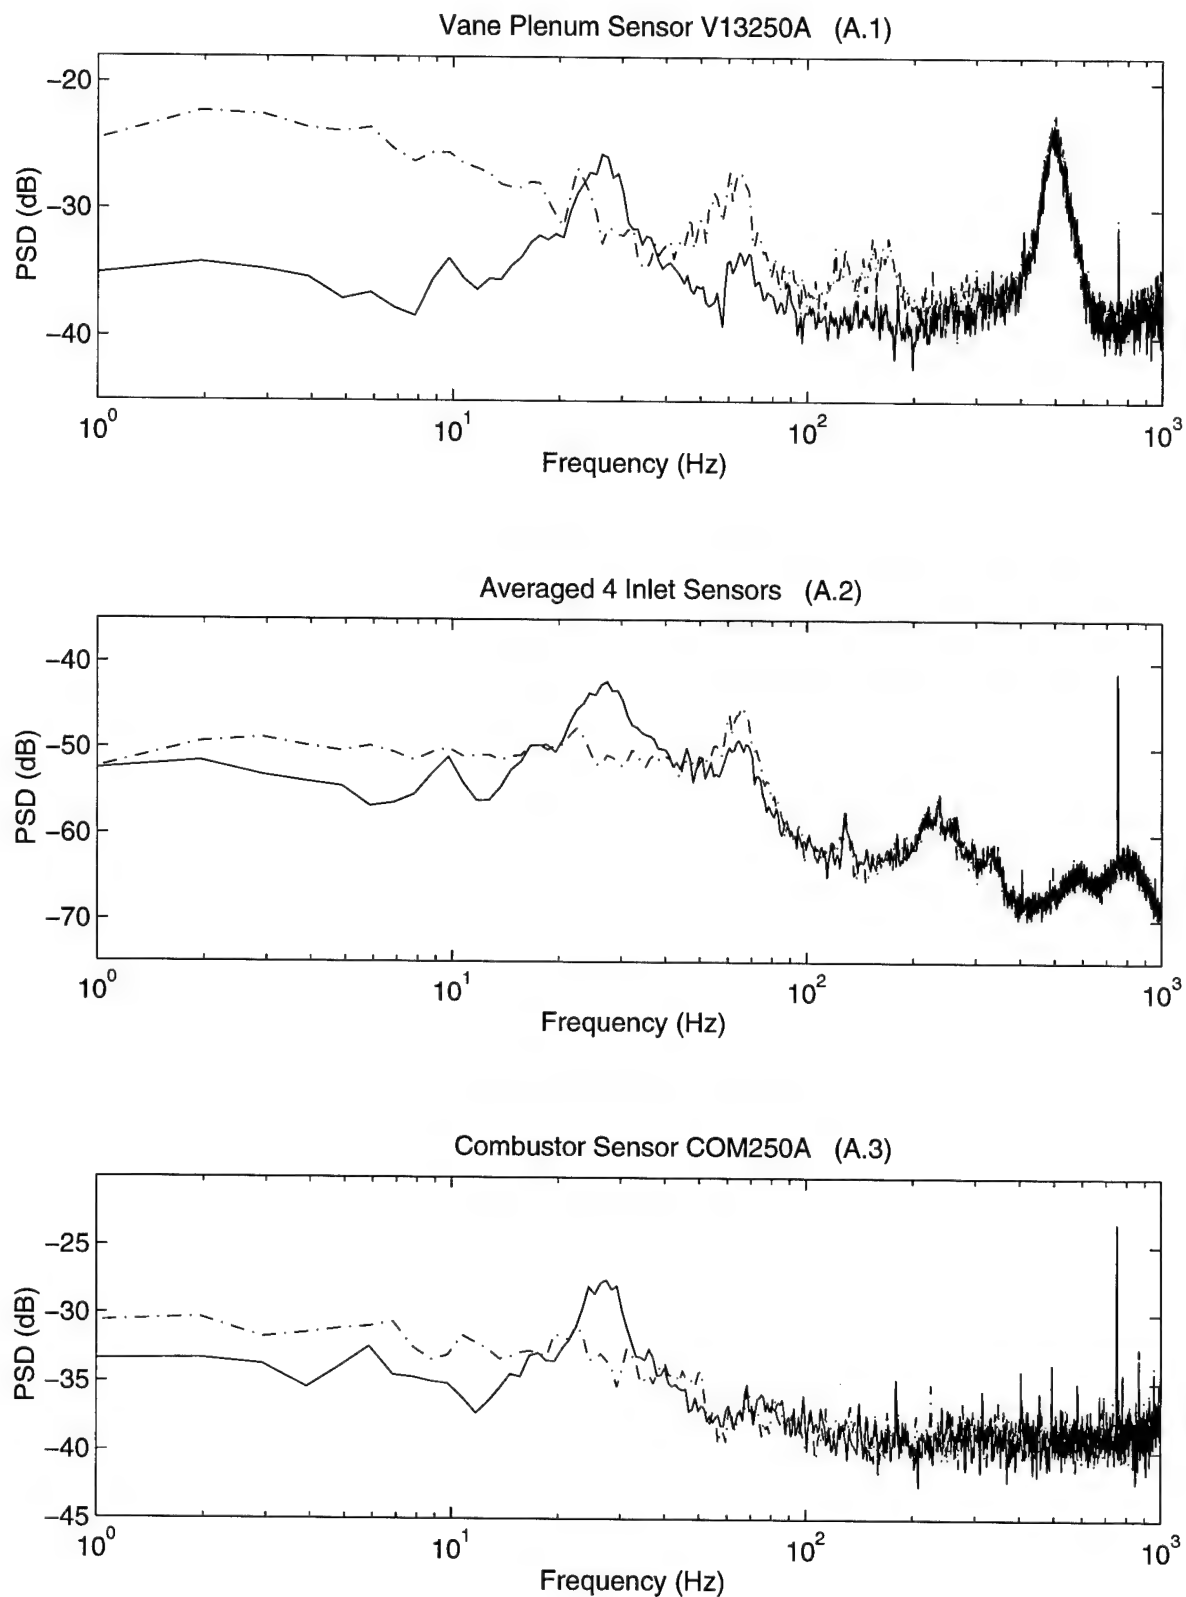 Vane Plenum Sensor V13250A (A.1)
−20
−30
−40
PSD (dB)
10^0
10^1
10^2
10^3
Frequency (Hz)
Averaged 4 Inlet Sensors (A.2)
−40
−50
−60
−70
PSD (dB)
10^0
10^1
10^2
10^3
Frequency (Hz)
Combustor Sensor COM250A (A.3)
−25
−30
−35
−40
−45
PSD (dB)
10^0
10^1
10^2
10^3
Frequency (Hz)